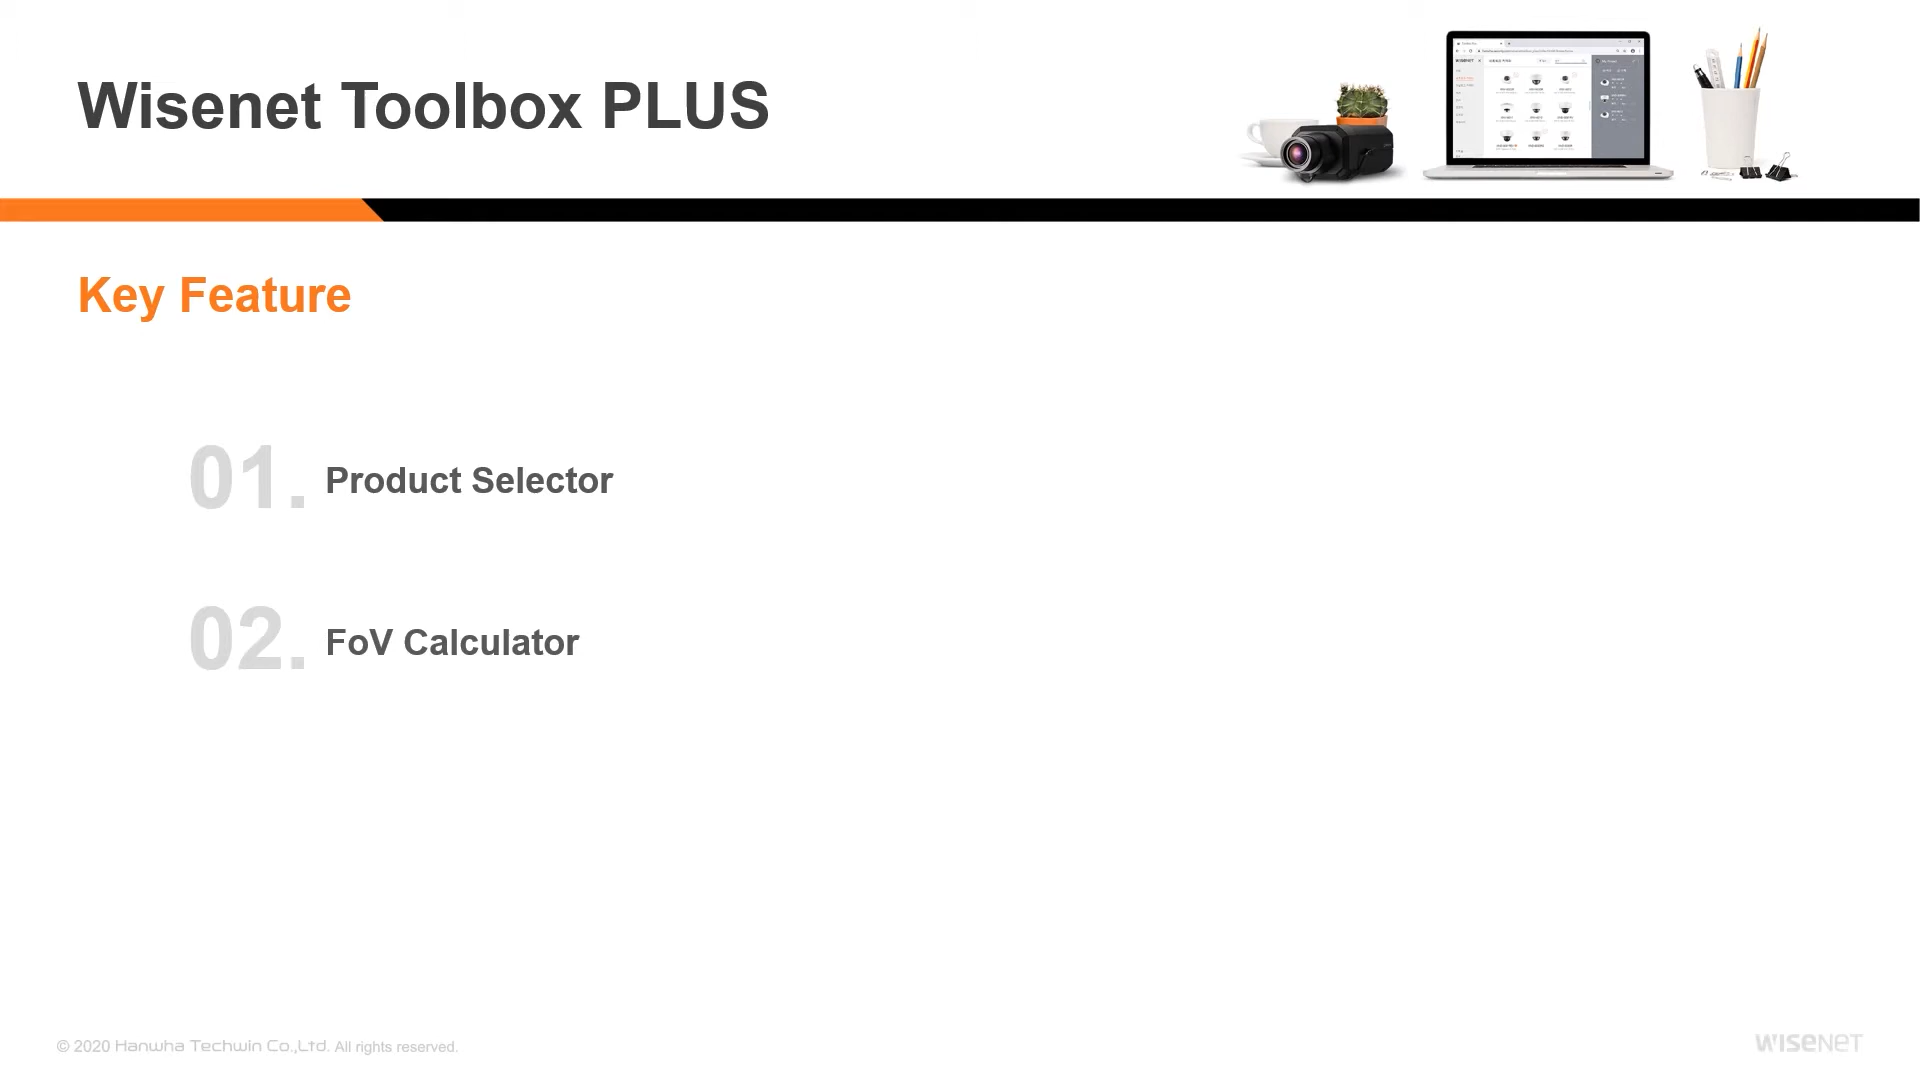 Wisenet Toolbox PLUS
Key Feature
01. Product Selector
02. FoV Calculator
© 2020 Hanwha Techwin Co.,Ltd. All rights reserved.
WISENET